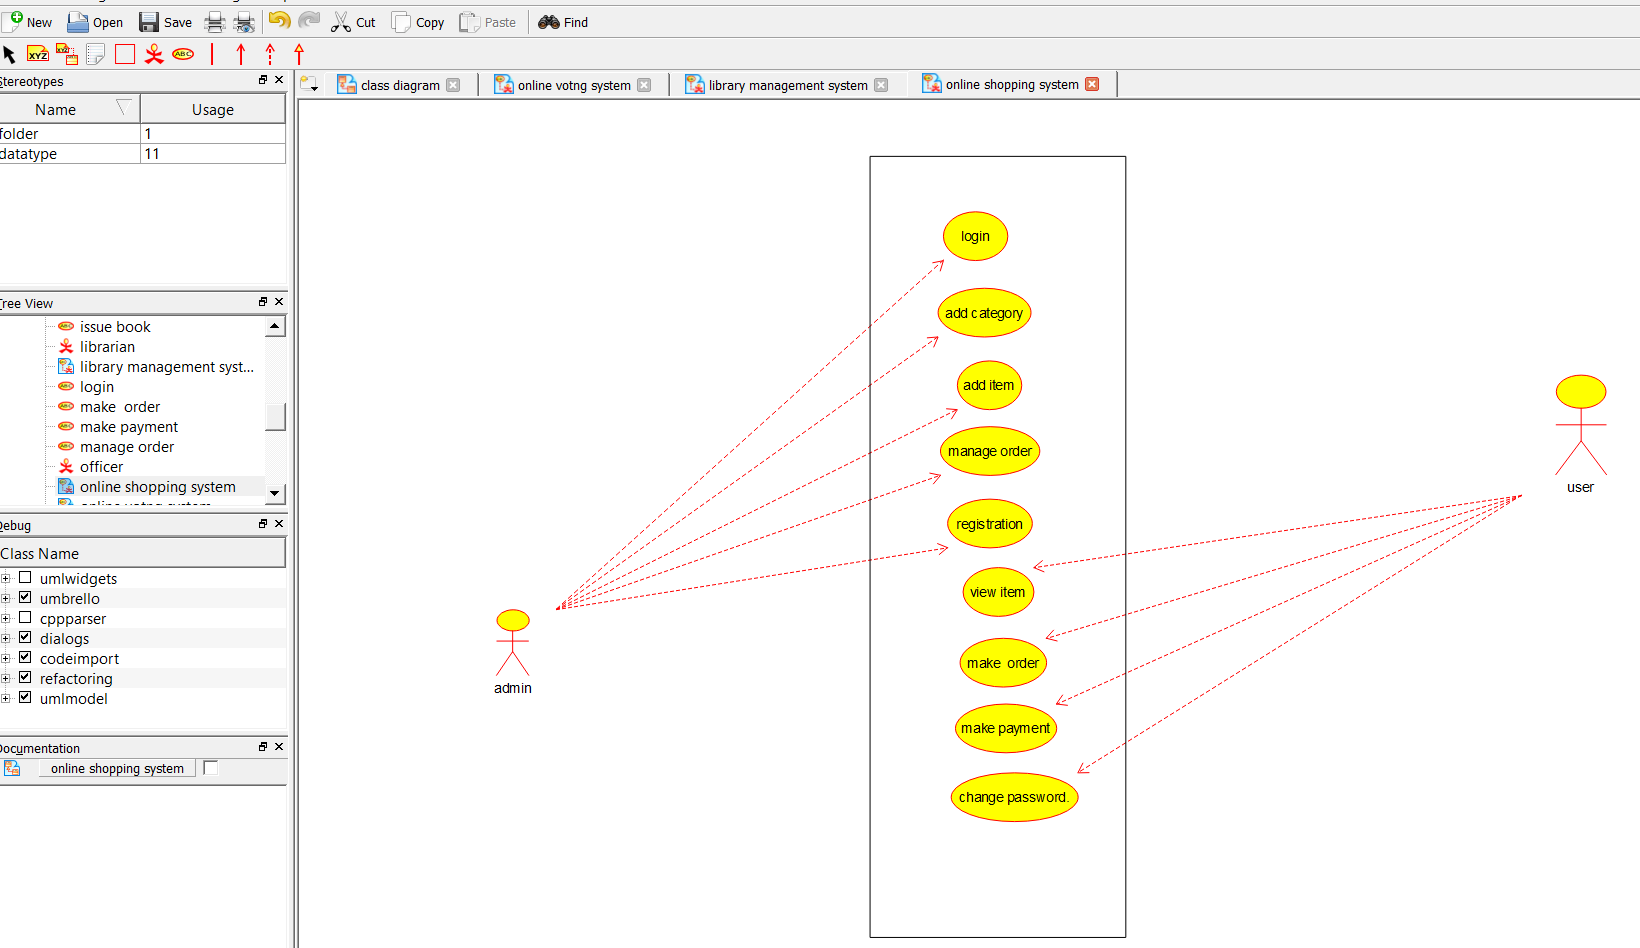 New Open Save Cut Copy Paste Find
XYZ XYZ ABC
Stereotypes
Name Usage
folder 1
datatype 11
Tree View
issue book
librarian
library management syst...
login
make  order
make payment
manage order
officer
online shopping system
Debug
Class Name
umlwidgets
umbrello
cppparser
dialogs
codeimport
refactoring
umlmodel
Documentation
online shopping system
class diagram online votng system library management system online shopping system
login
add category
add item
manage order
registration
view item
make  order
make payment
change password.
admin
user